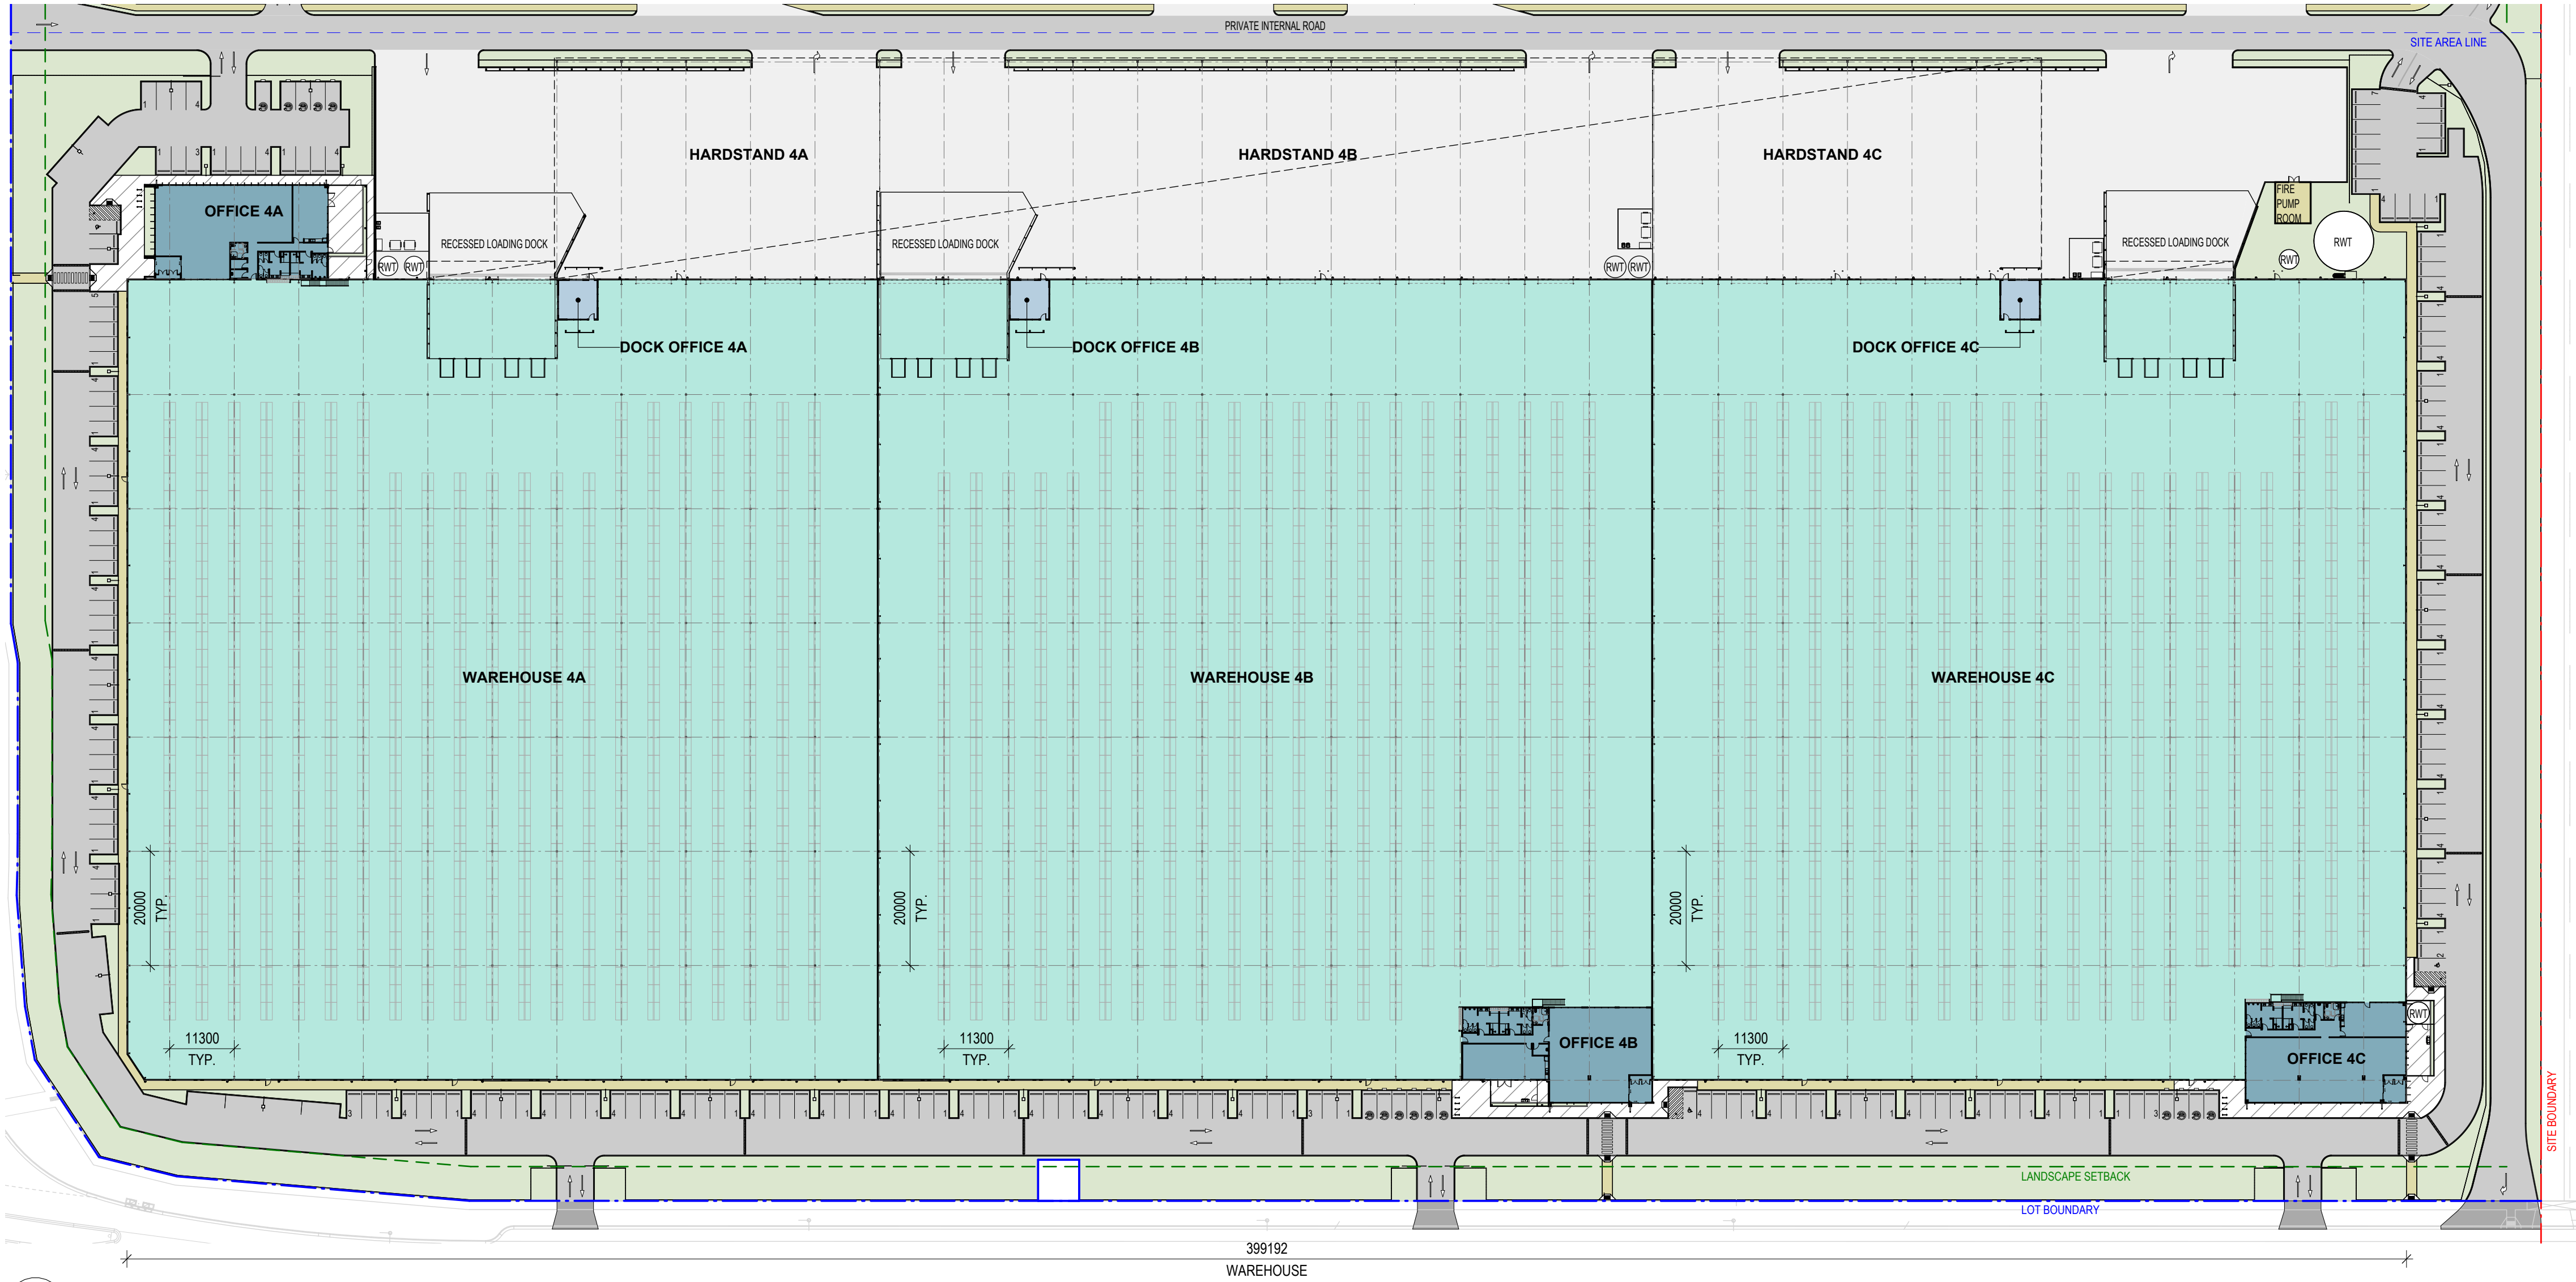 PRIVATE INTERNAL ROAD
SITE AREA LINE
HARDSTAND 4A
HARDSTAND 4B
HARDSTAND 4C
OFFICE 4A
FIRE
PUMP
ROOM
RECESSED LOADING DOCK
RECESSED LOADING DOCK
RECESSED LOADING DOCK
RWT
RWT
RWT
RWT
RWT
RWT
DOCK OFFICE 4A
DOCK OFFICE 4B
DOCK OFFICE 4C
WAREHOUSE 4A
WAREHOUSE 4B
WAREHOUSE 4C
20000
TYP.
20000
TYP.
20000
TYP.
11300
TYP.
11300
TYP.
11300
TYP.
RWT
OFFICE 4B
OFFICE 4C
SITE BOUNDARY
LANDSCAPE SETBACK
LOT BOUNDARY
399192
WAREHOUSE